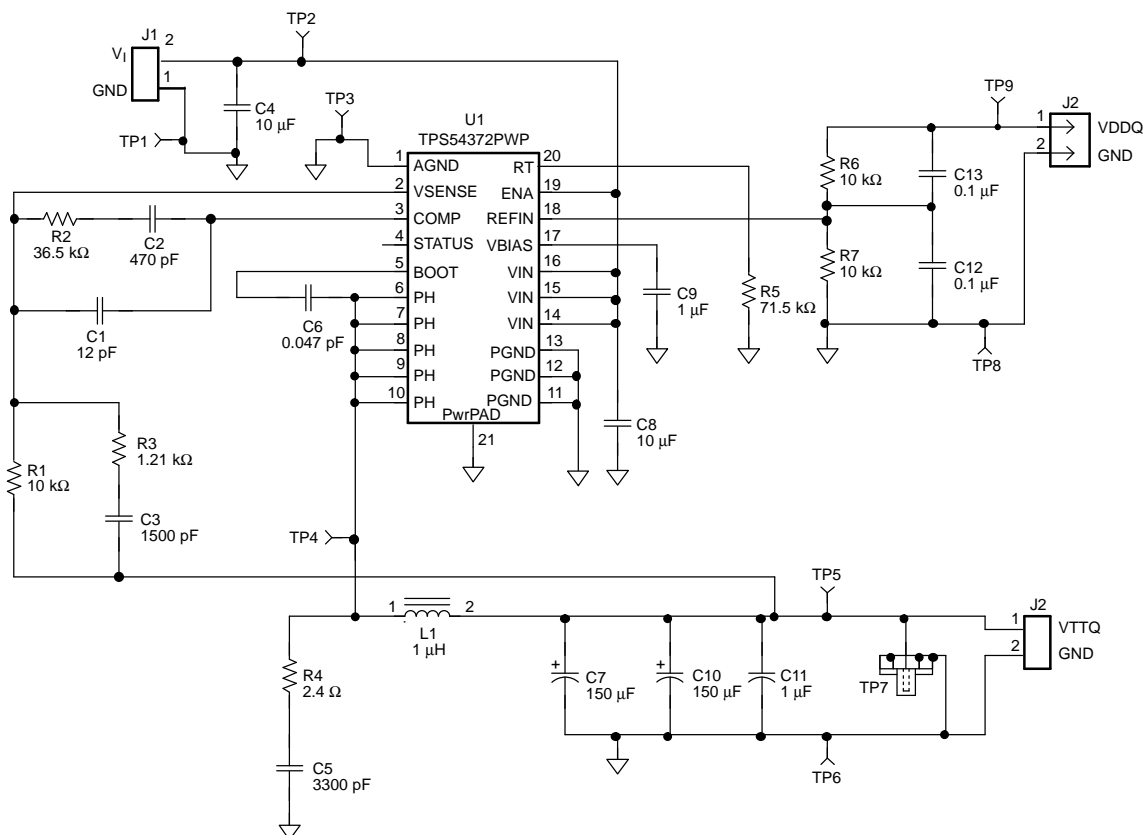 TP2
J1
V_I 2
1
GND
C4
10 μF
TP1
TP3
U1
TPS54372PWP
1 AGND
2 VSENSE
3 COMP
4 STATUS
5 BOOT
6 PH
7 PH
8 PH
9 PH
10 PH
RT 20
ENA 19
REFIN 18
VBIAS 17
VIN 16
VIN 15
VIN 14
PGND 13
PGND 12
PGND 11
PwrPAD
21
R2
36.5 kΩ
C2
470 pF
C1
12 pF
C6
0.047 pF
R3
1.21 kΩ
R1
10 kΩ
C3
1500 pF
C9
1 μF
R5
71.5 kΩ
C8
10 μF
TP9
J2
1 VDDQ
2 GND
R6
10 kΩ
C13
0.1 μF
R7
10 kΩ
C12
0.1 μF
TP8
TP4
1 2
L1
1 μH
R4
2.4 Ω
C5
3300 pF
TP5
+ C7
150 μF
+ C10
150 μF
C11
1 μF
TP7
TP6
J2
1 VTTQ
2 GND